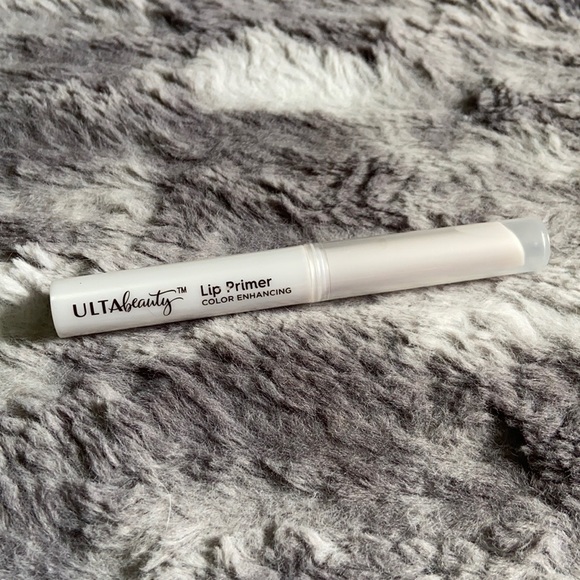 ULTAbeauty™ Lip Primer
COLOR ENHANCING